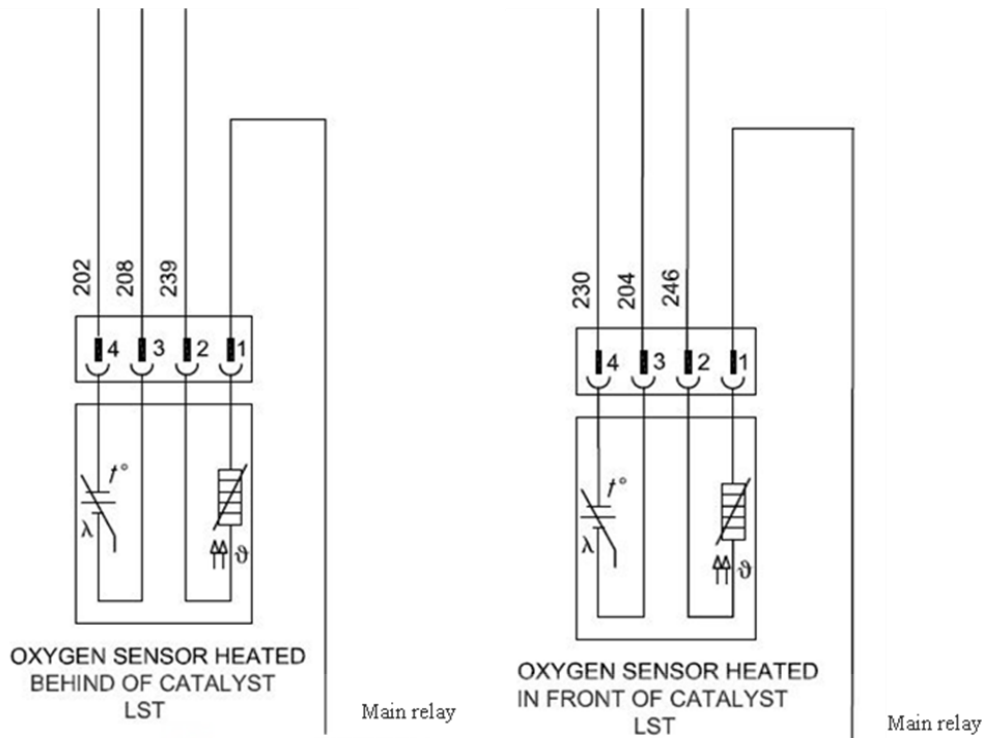 202
208
239
4
3
2
1
t°
λ
ϑ
OXYGEN SENSOR HEATED
BEHIND OF CATALYST
LST
Main relay
230
204
246
4
3
2
1
t°
λ
ϑ
OXYGEN SENSOR HEATED
IN FRONT OF CATALYST
LST
Main relay